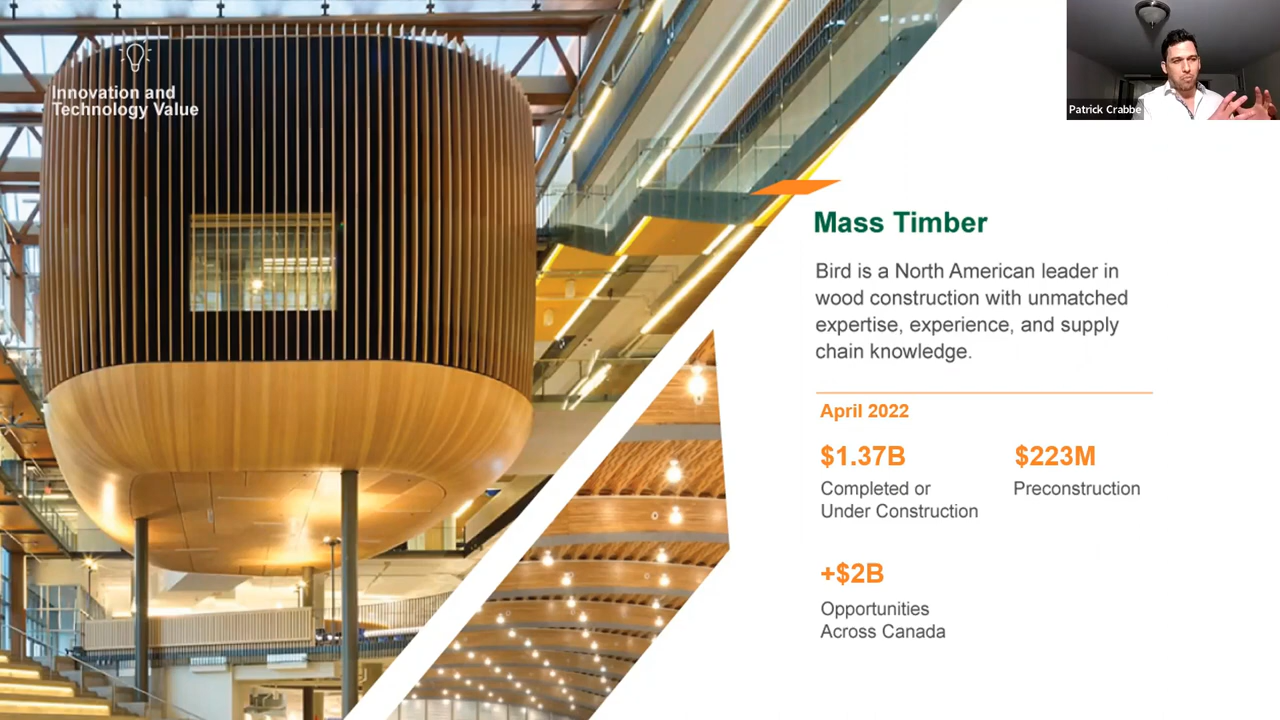 Innovation and
Technology Value
Patrick Crabbe
Mass Timber
Bird is a North American leader in
wood construction with unmatched
expertise, experience, and supply
chain knowledge.
April 2022
$1.37B
Completed or
Under Construction
$223M
Preconstruction
+$2B
Opportunities
Across Canada